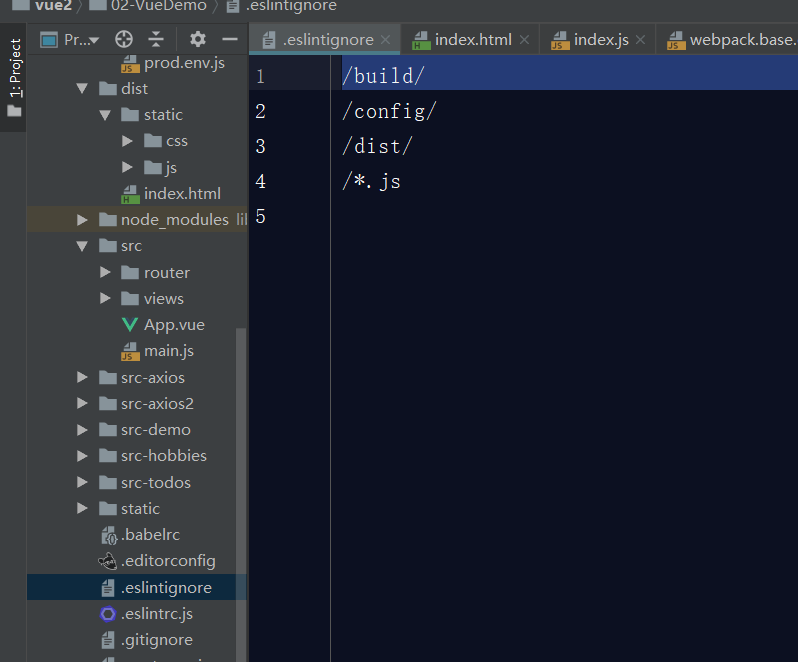 vue2 〉 02-VueDemo 〉 .eslintignore
1: Project
Pr...
.eslintignore
index.html
index.js
webpack.base.
prod.env.js
dist
static
css
js
index.html
node_modules
src
router
views
App.vue
main.js
src-axios
src-axios2
src-demo
src-hobbies
src-todos
static
.babelrc
.editorconfig
.eslintignore
.eslintrc.js
.gitignore
1 /build/
2 /config/
3 /dist/
4 /*.js
5